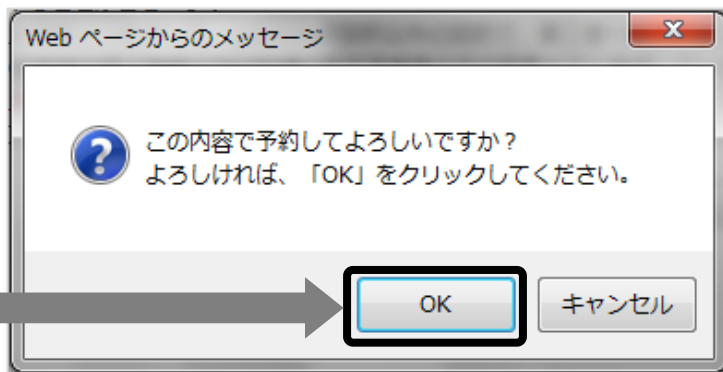 Web ページからのメッセージ
この内容で予約してよろしいですか？
よろしければ、「OK」をクリックしてください。
OK
キャンセル